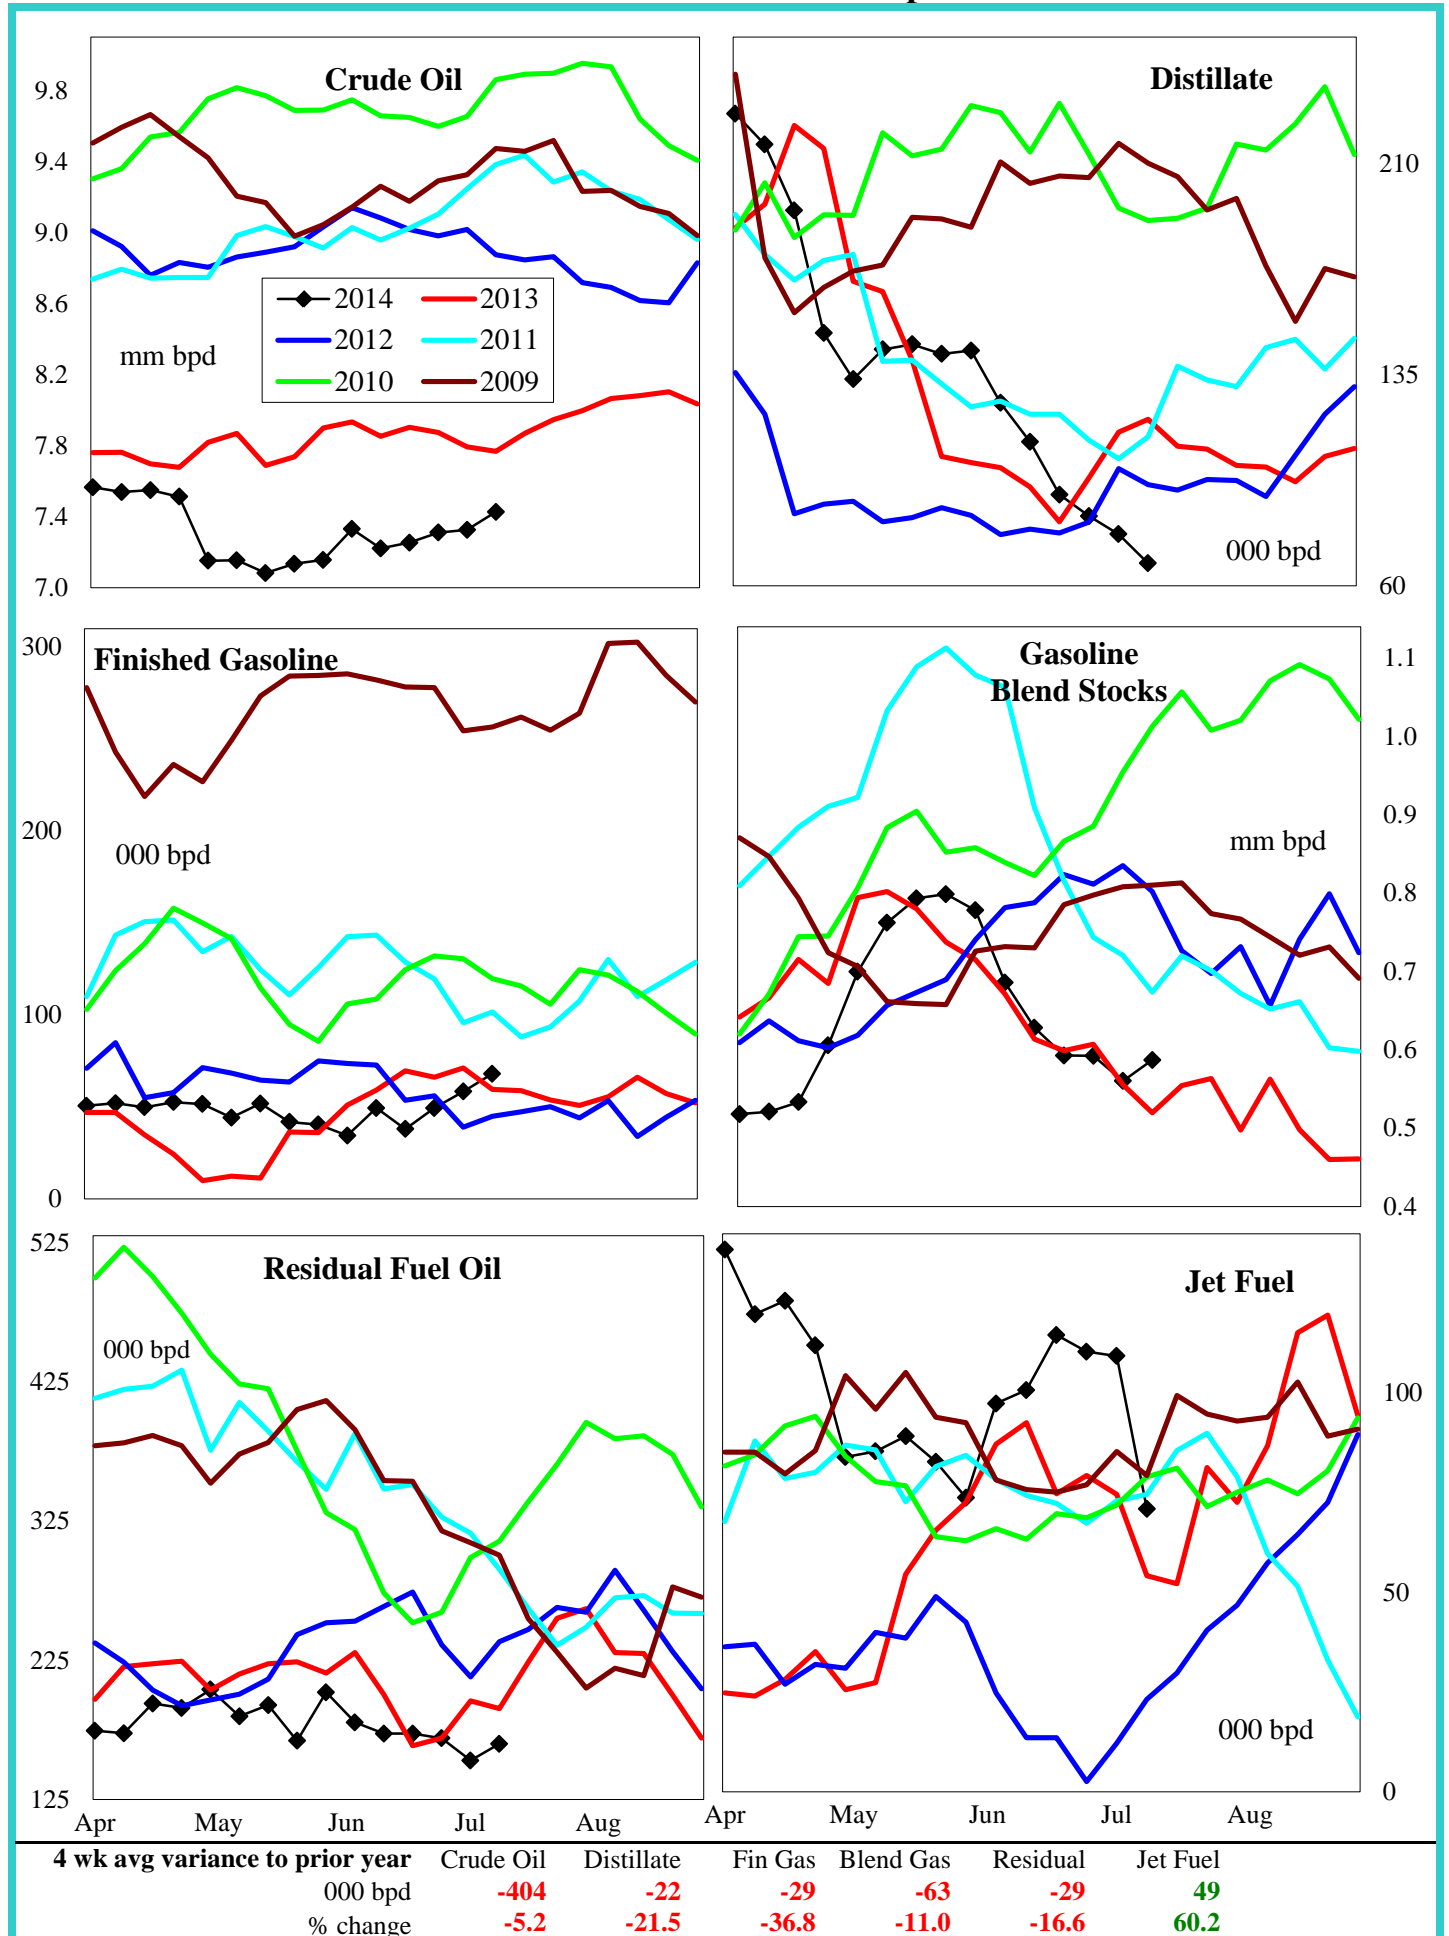 Crude Oil
9.8
9.4
9.0
8.6
8.2
7.8
7.4
7.0
mm bpd
2014 2013
2012 2011
2010 2009
Distillate
210
135
60
000 bpd
Finished Gasoline
300
200
100
0
000 bpd
Gasoline
Blend Stocks
1.1
1.0
0.9
0.8
0.7
0.6
0.5
0.4
mm bpd
Residual Fuel Oil
525
425
325
225
125
000 bpd
Apr May Jun Jul Aug
Jet Fuel
100
50
0
000 bpd
Apr May Jun Jul Aug
4 wk avg variance to prior year Crude Oil Distillate Fin Gas Blend Gas Residual Jet Fuel
000 bpd -404 -22 -29 -63 -29 49
% change -5.2 -21.5 -36.8 -11.0 -16.6 60.2